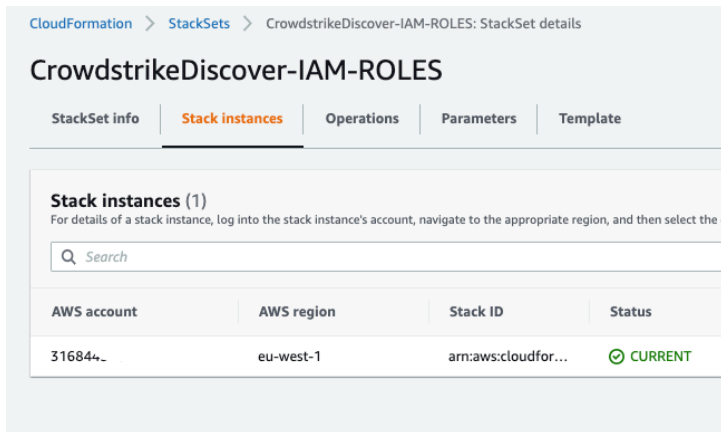 CloudFormation > StackSets > CrowdstrikeDiscover-IAM-ROLES: StackSet details
CrowdstrikeDiscover-IAM-ROLES
StackSet info Stack instances Operations Parameters Template
Stack instances (1)
For details of a stack instance, log into the stack instance's account, navigate to the appropriate region, and then select the
Search
AWS account AWS region Stack ID Status
eu-west-1 arn:aws:cloudfor... CURRENT